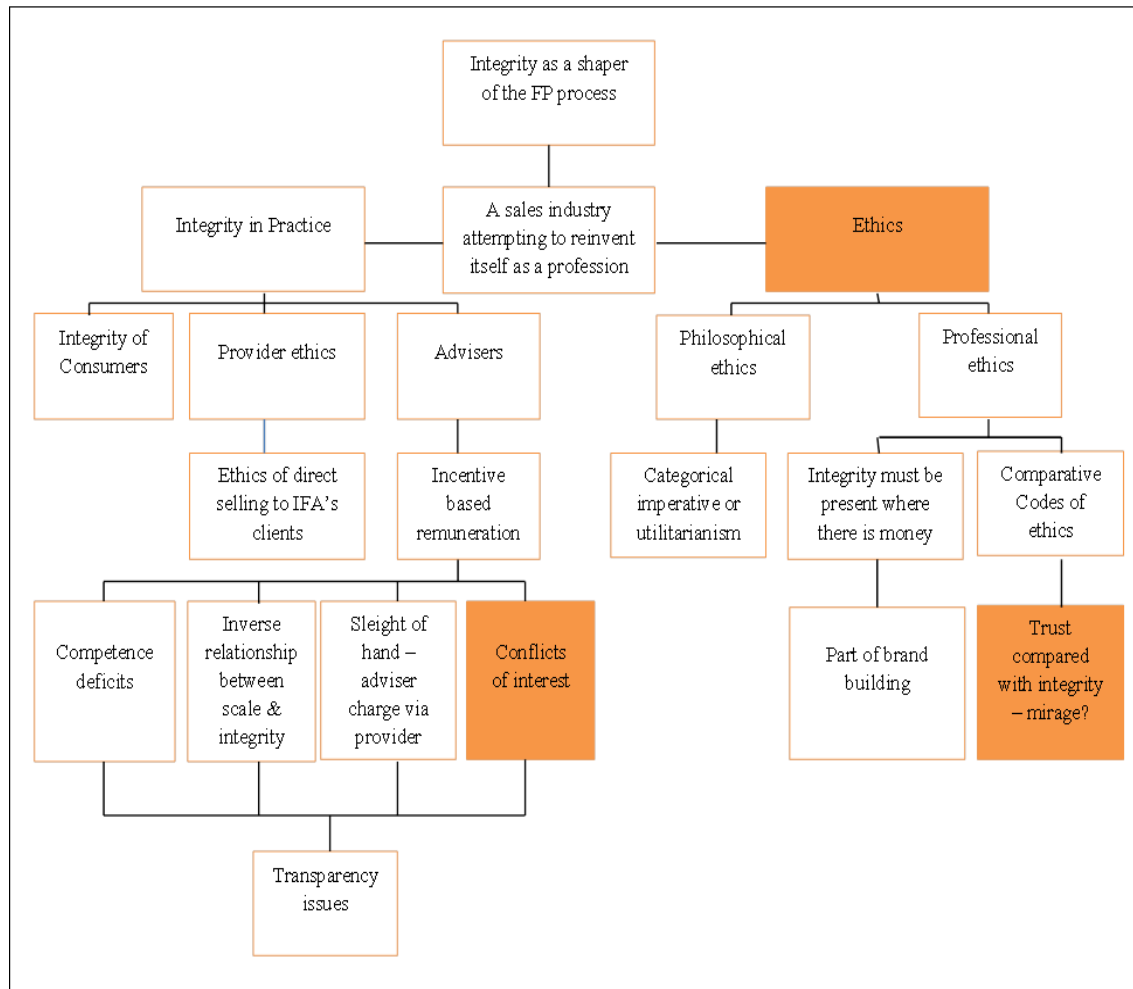 Integrity as a shaper
of the FP process
Integrity in Practice
A sales industry
attempting to reinvent
itself as a profession
Ethics
Integrity of
Consumers
Provider ethics
Advisers
Philosophical
ethics
Professional
ethics
Ethics of direct
selling to IFA's
clients
Incentive
based
remuneration
Categorical
imperative or
utilitarianism
Integrity must be
present where
there is money
Comparative
Codes of
ethics
Competence
deficits
Inverse
relationship
between
scale &
integrity
Sleight of
hand –
adviser
charge via
provider
Conflicts
of interest
Part of brand
building
Trust
compared
with integrity
– mirage?
Transparency
issues